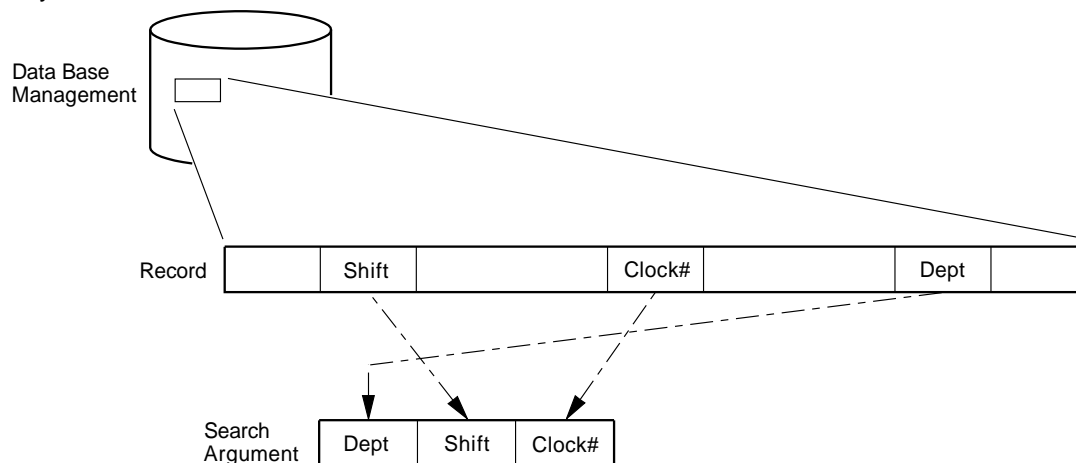 Data Base
Management
Record
Shift
Clock#
Dept
Search
Argument
Dept
Shift
Clock#